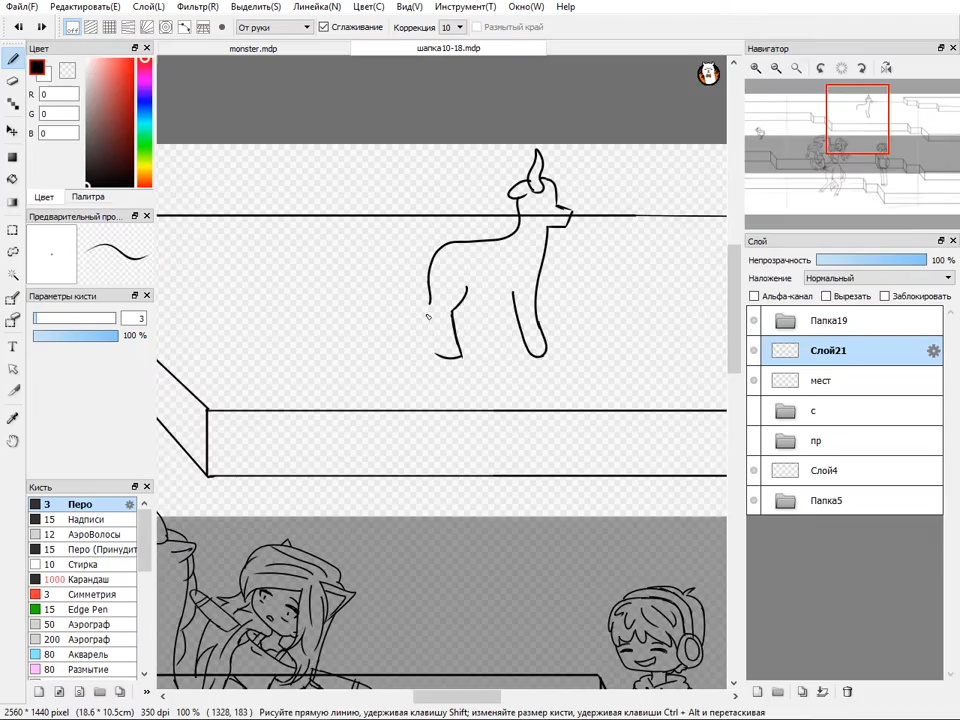 Файл(F) Редактировать(E) Слой(L) Фильтр(R) Выделить(S) Линейка(N) Цвет(C) Вид(V) Инструмент(T) Окно(W) Help
off От руки Сглаживание Коррекция 10 Размытый край
Цвет
monster.mdp шапка10-18.mdp
Навигатор
R 0
G 0
B 0
Цвет Палитра
Предварительный про...
Слой
Непрозрачность 100 %
Наложение Нормальный
Альфа-канал Вырезать Заблокировать
Параметры кисти
3
100 %
Папка19
Слой21
мест
с
пр
Слой4
Папка5
Кисть
3 Перо
15 Надписи
12 АэроВолосы
15 Перо (Принудит
10 Стирка
1000 Карандаш
3 Симметрия
15 Edge Pen
50 Аэрограф
200 Аэрограф
80 Акварель
80 Размытие
2560 * 1440 pixel (18.6 * 10.5cm) 350 dpi 100 % ( 1328, 183 ) Рисуйте прямую линию, удерживая клавишу Shift; изменяйте размер кисти, удерживая клавиши Ctrl + Alt и перетаскивая